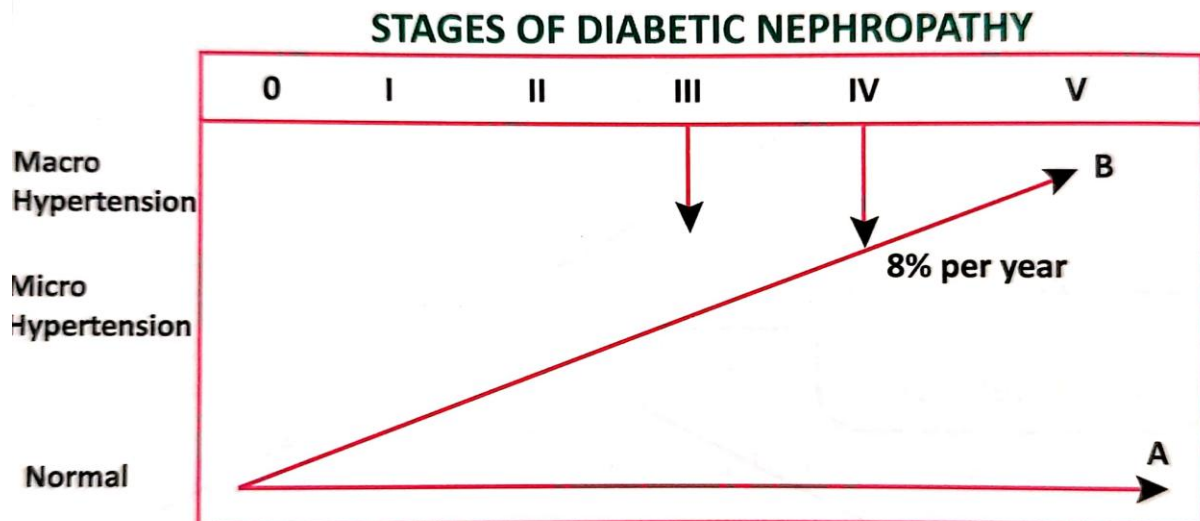 STAGES OF DIABETIC NEPHROPATHY
0 I II III IV V
Macro
Hypertension
B
8% per year
Micro
Hypertension
A
Normal